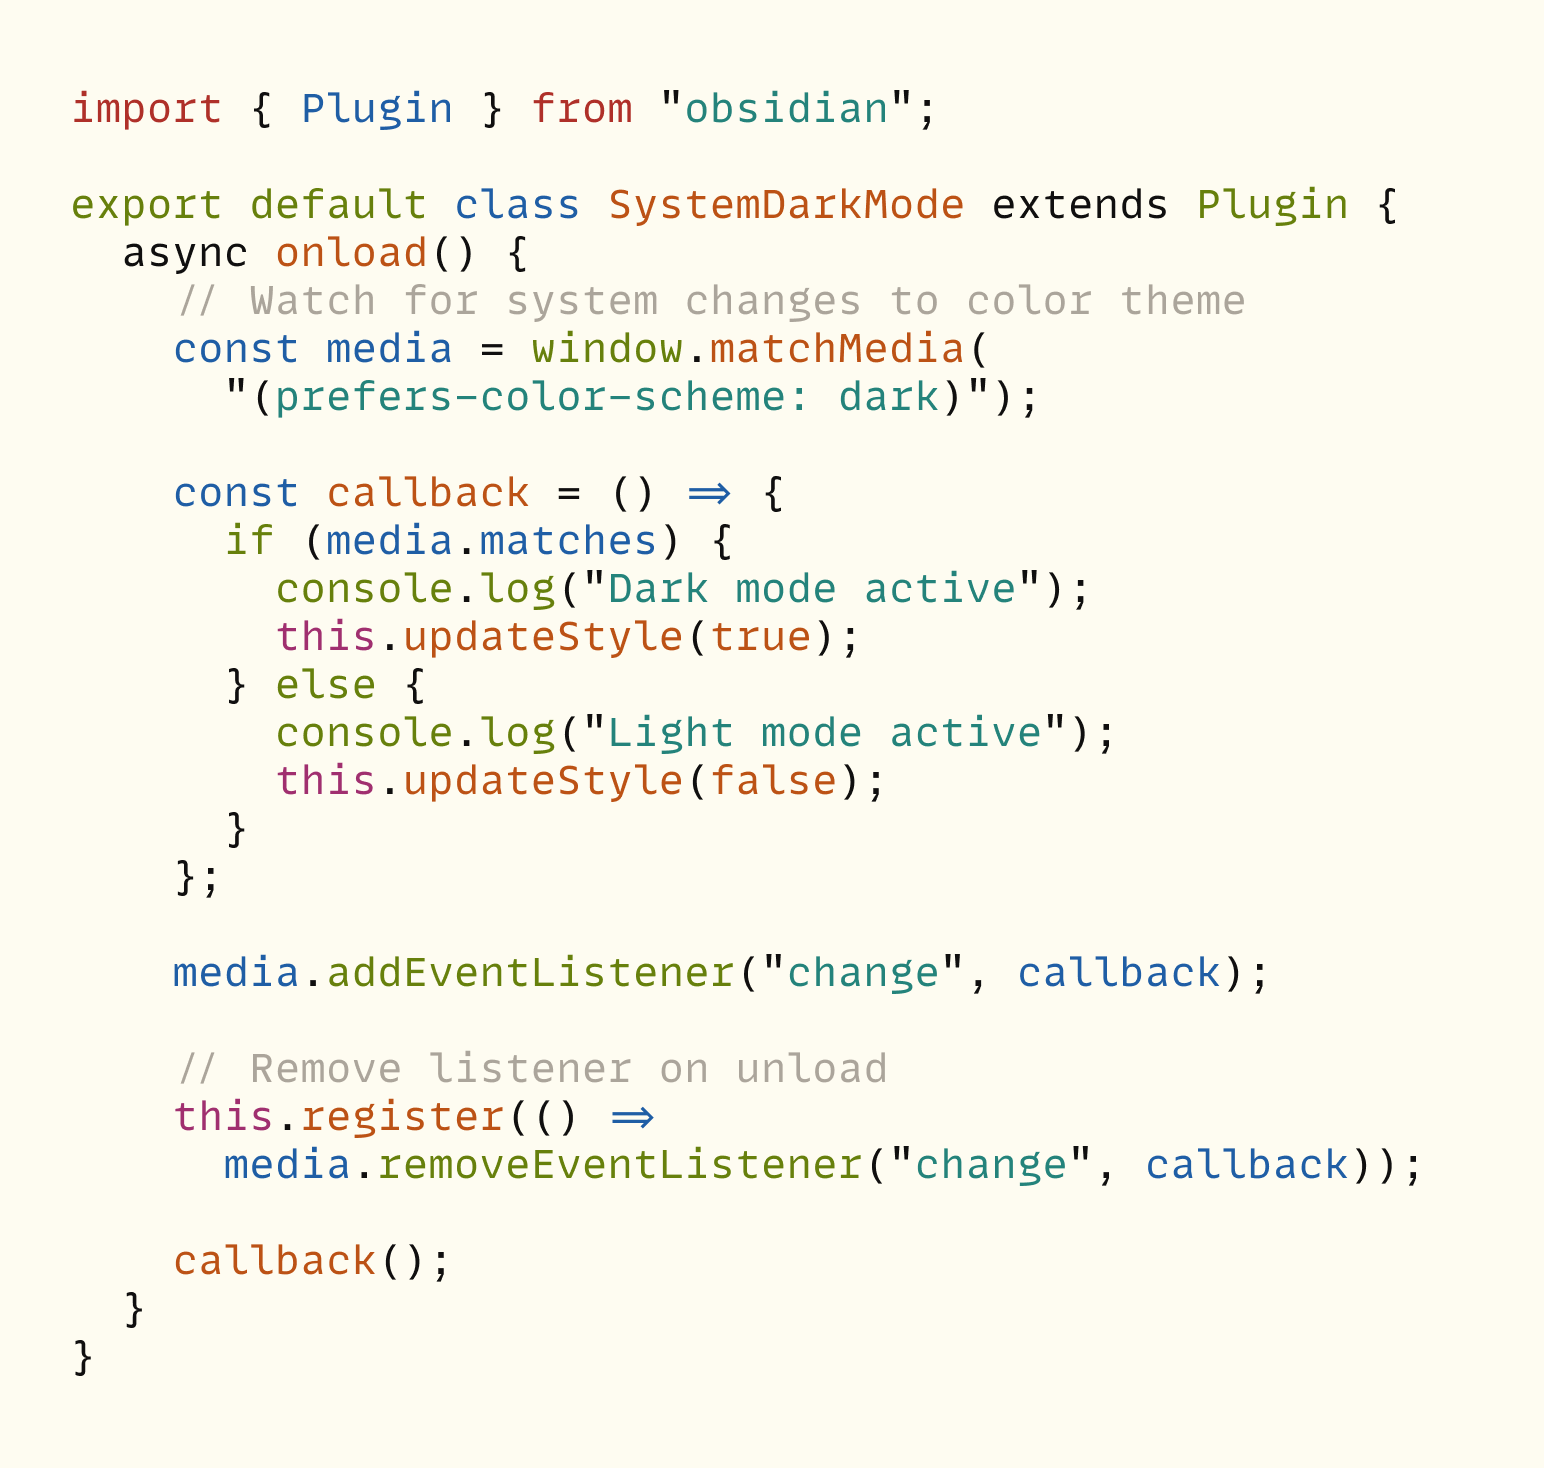 import { Plugin } from "obsidian";

export default class SystemDarkMode extends Plugin {
  async onload() {
    // Watch for system changes to color theme
    const media = window.matchMedia(
      "(prefers-color-scheme: dark)");

    const callback = () => {
      if (media.matches) {
        console.log("Dark mode active");
        this.updateStyle(true);
      } else {
        console.log("Light mode active");
        this.updateStyle(false);
      }
    };

    media.addEventListener("change", callback);

    // Remove listener on unload
    this.register(() =>
      media.removeEventListener("change", callback));

    callback();
  }
}